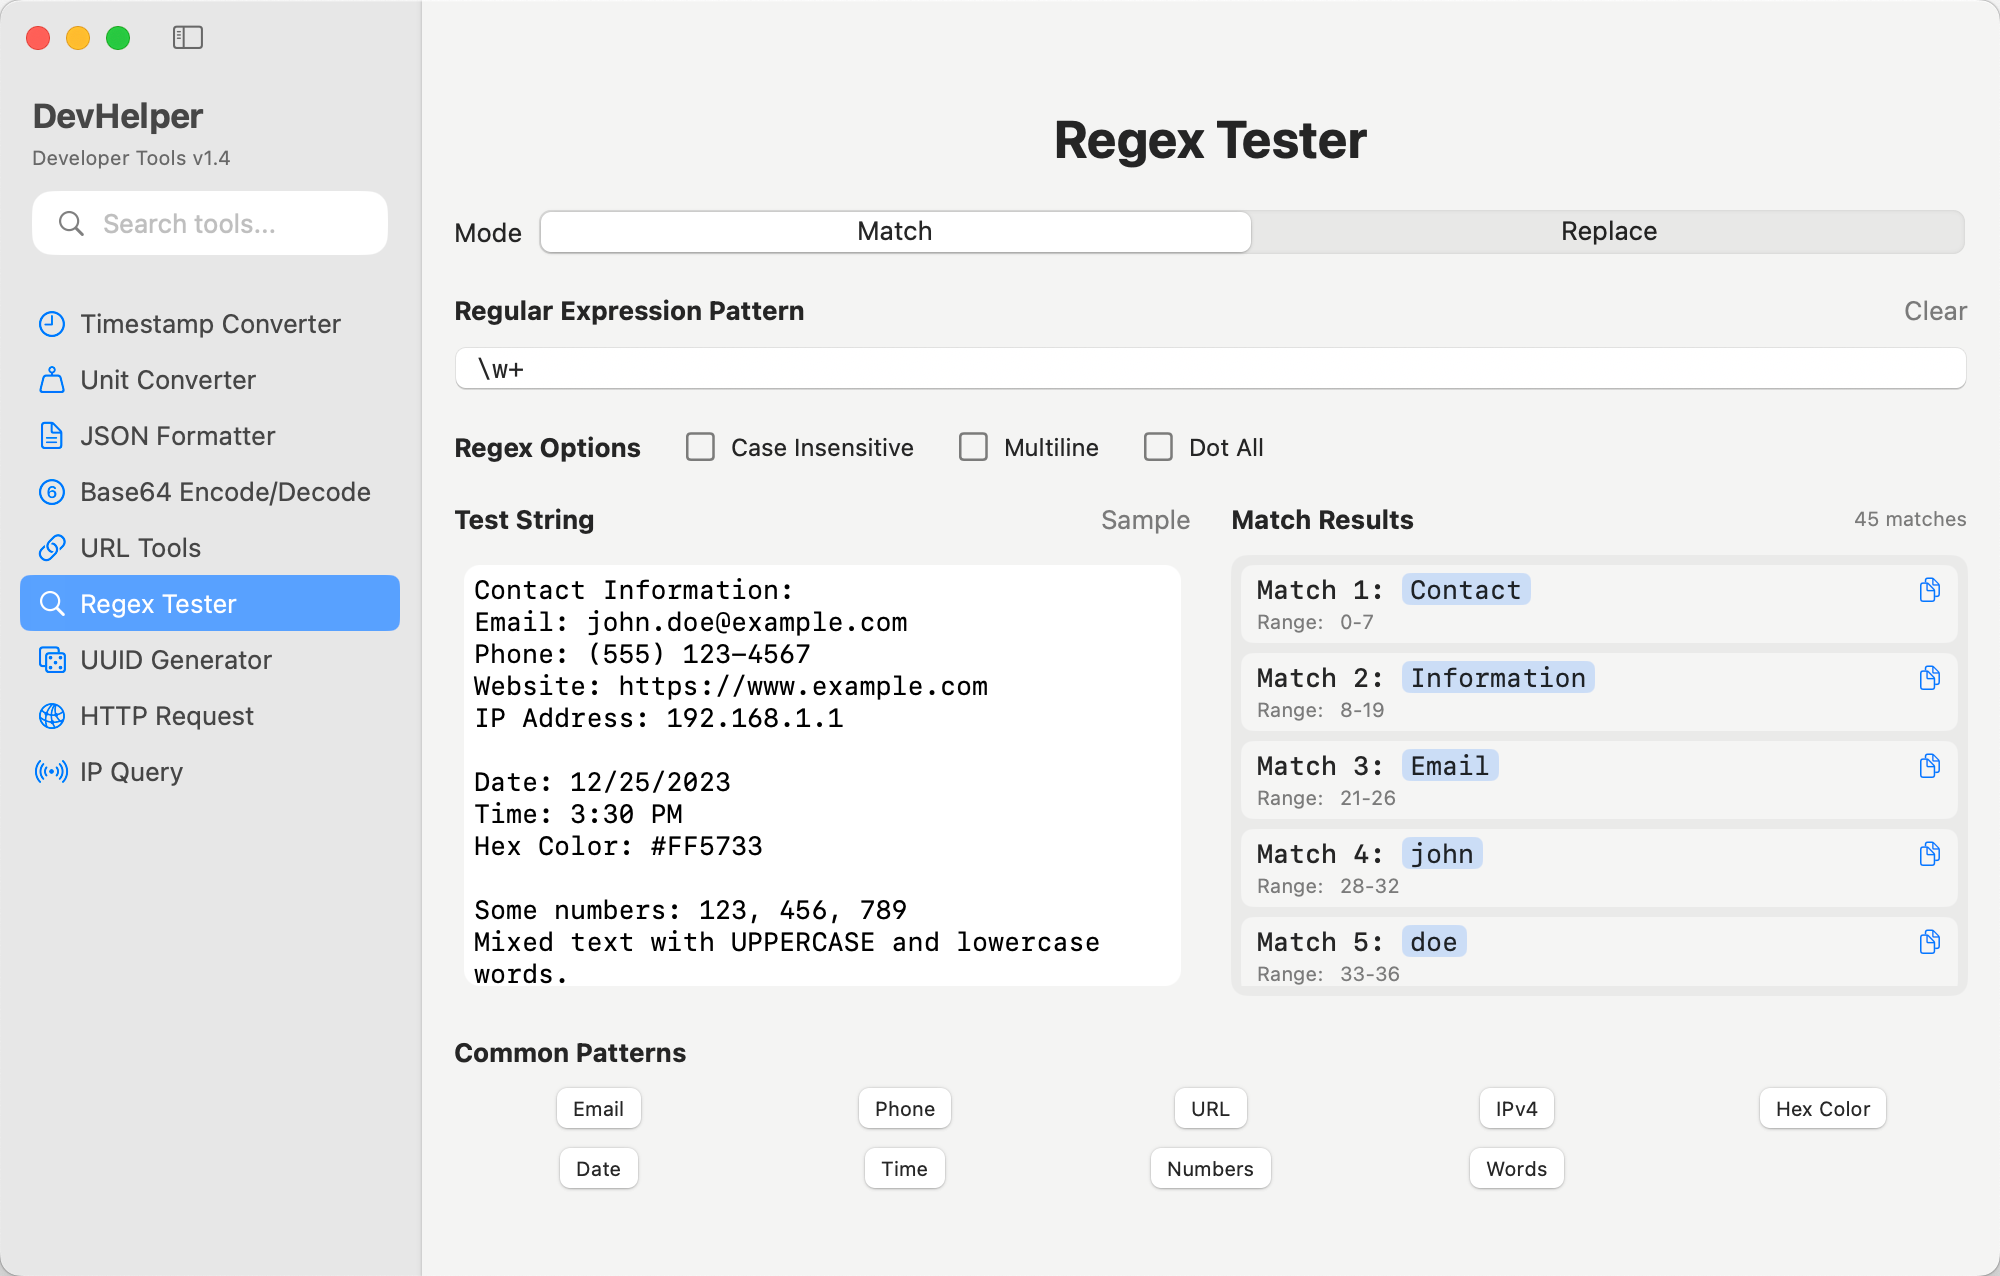 DevHelper
Developer Tools v1.4
Search tools...
Timestamp Converter
Unit Converter
JSON Formatter
6
Base64 Encode/Decode
URL Tools
Regex Tester
UUID Generator
HTTP Request
IP Query
Regex Tester
Mode
Match
Replace
Regular Expression Pattern
Clear
\w+
Regex Options
Case Insensitive
Multiline
Dot All
Test String
Sample
Contact Information:
Email: john.doe@example.com
Phone: (555) 123–4567
Website: https://www.example.com
IP Address: 192.168.1.1
Date: 12/25/2023
Time: 3:30 PM
Hex Color: #FF5733
Some numbers: 123, 456, 789
Mixed text with UPPERCASE and lowercase
words.
Match Results
45 matches
Match 1: Contact
Range: 0-7
Match 2: Information
Range: 8-19
Match 3: Email
Range: 21-26
Match 4: john
Range: 28-32
Match 5: doe
Range: 33-36
Common Patterns
Email
Phone
URL
IPv4
Hex Color
Date
Time
Numbers
Words